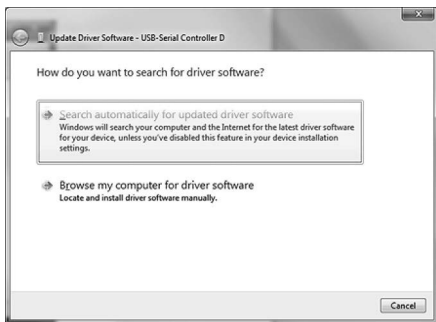 Update Driver Software - USB-Serial Controller D
How do you want to search for driver software?
Search automatically for updated driver software
Windows will search your computer and the Internet for the latest driver software
for your device, unless you've disabled this feature in your device installation
settings.
Browse my computer for driver software
Locate and install driver software manually.
Cancel